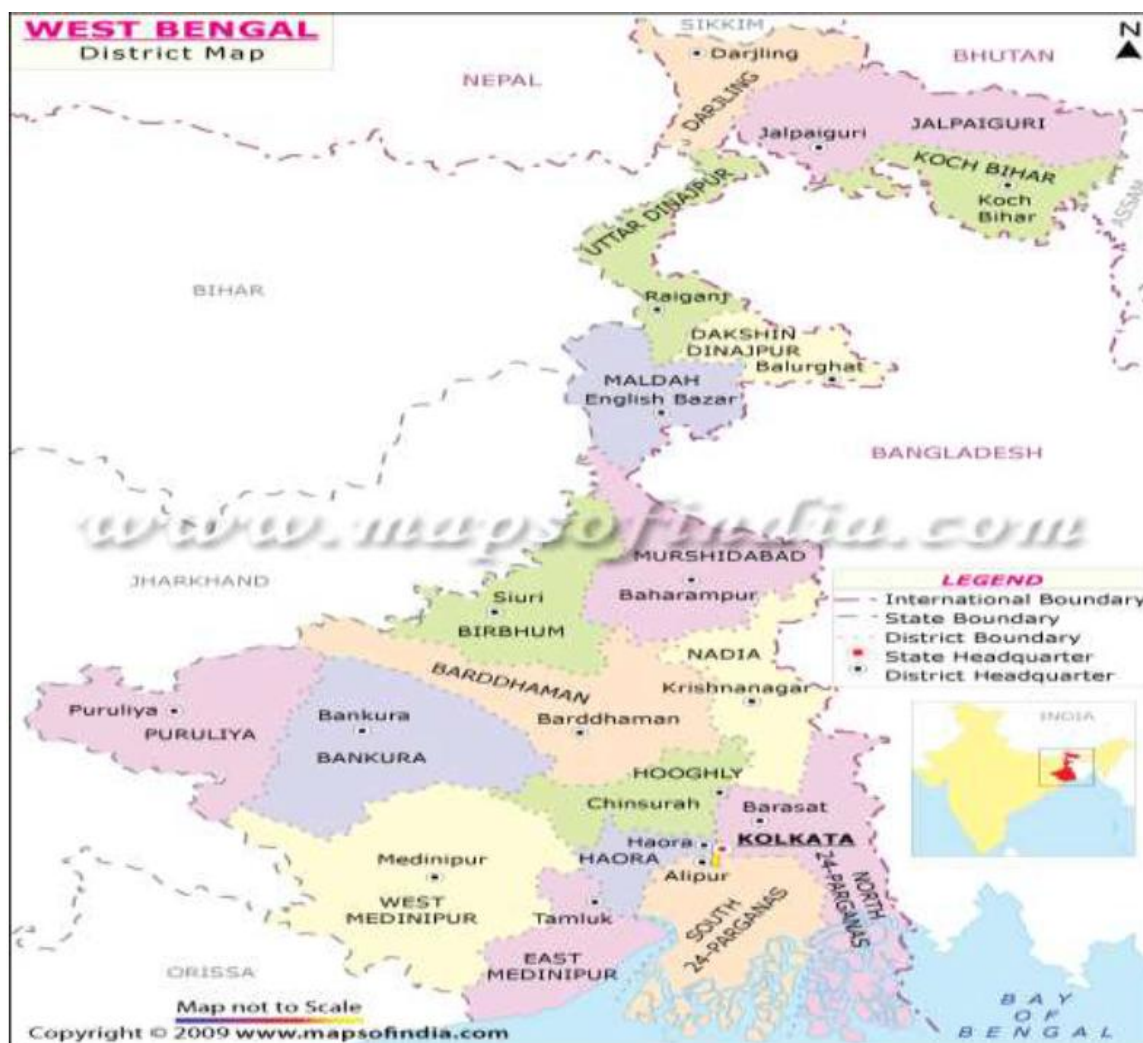 WEST BENGAL
District Map
SIKKIM
N
Darjling
BHUTAN
NEPAL
DARJLING
JALPAIGURI
Jalpaiguri
KOCH BIHAR
Koch
Bihar
ASSAM
UTTAR DINAJPUR
BIHAR
Raiganj
DAKSHIN
DINAJPUR
Balurghat
MALDAH
English Bazar
BANGLADESH
www.mapsofindia.com
MURSHIDABAD
JHARKHAND
Baharampur
Siuri
BIRBHUM
LEGEND
International Boundary
State Boundary
District Boundary
State Headquarter
District Headquarter
NADIA
BARDDHAMAN
Krishnanagar
Puruliya
PURULIYA
Bankura
BANKURA
Barddhaman
INDIA
HOOGHLY
Chinsurah
Barasat
KOLKATA
Haora
HAORA
Alipur
Medinipur
WEST
MEDINIPUR
Tamluk
SOUTH
24-PARGANAS
NORTH
24-PARGANAS
EAST
MEDINIPUR
ORISSA
BAY
OF
BENGAL
Map not to Scale
Copyright © 2009 www.mapsofindia.com